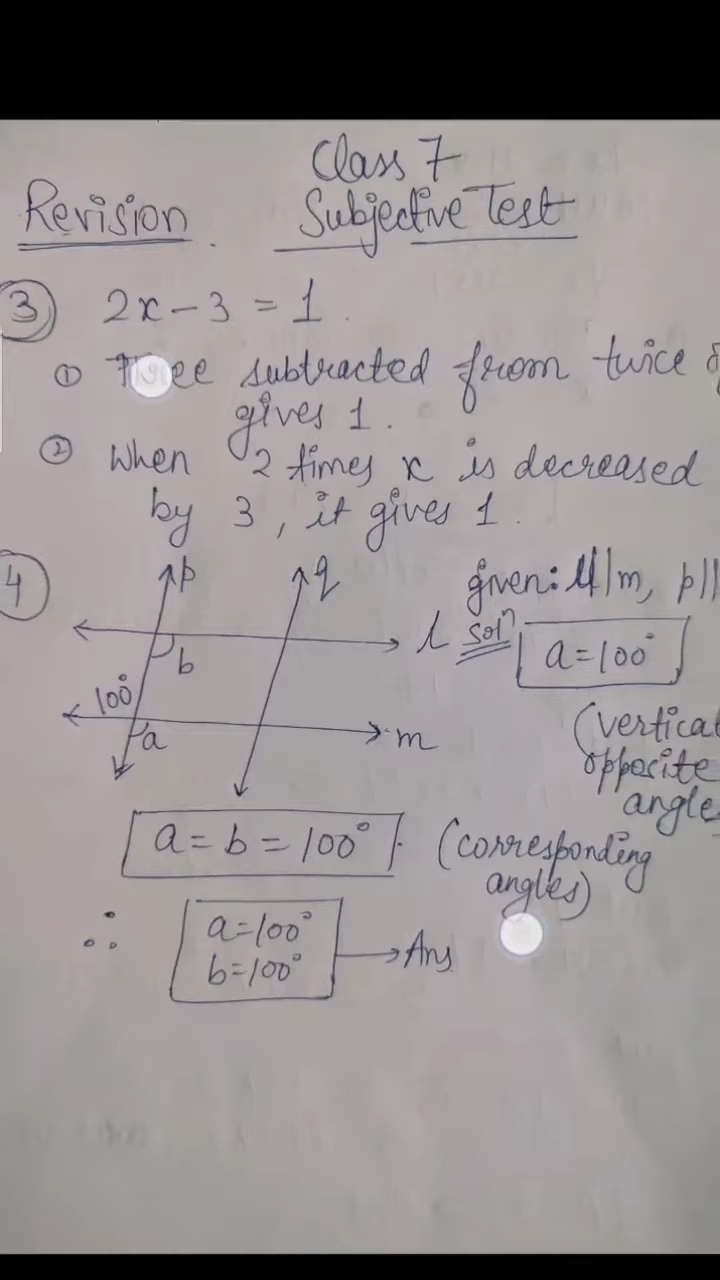 Class 7
Revision. Subjective Test
3 2x - 3 = 1.
1 Three subtracted from twice
gives 1.
2 When 2 times x is decreased
by 3, it gives 1.
4 p q given: l||m, p||
l soln a = 100°
b
100°
a m
(vertical
opposite
angle
a = b = 100°. (corresponding
angles)
∴ a = 100°
b = 100° → Ans